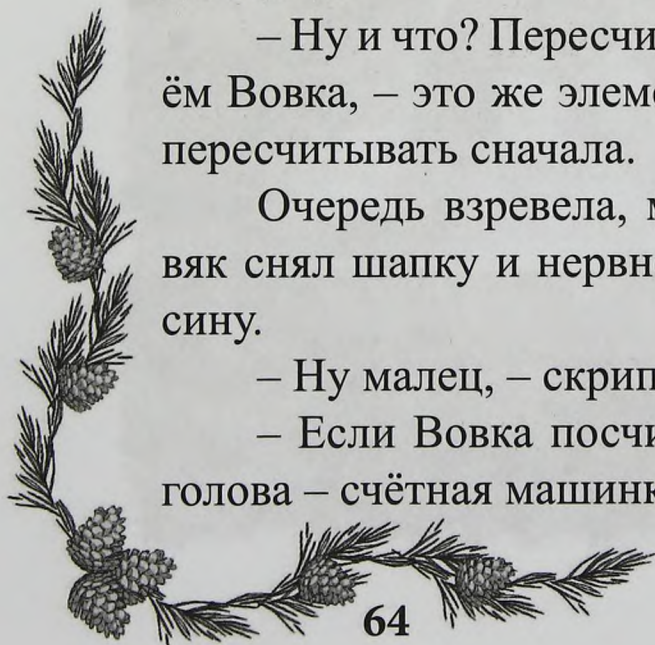 – Ну и что? Пересчи
ём Вовка, – это же элем
пересчитывать сначала.
Очередь взревела,
вяк снял шапку и нервн
сину.
– Ну малец, – скрип
– Если Вовка посчи
голова – счётная машинк
64